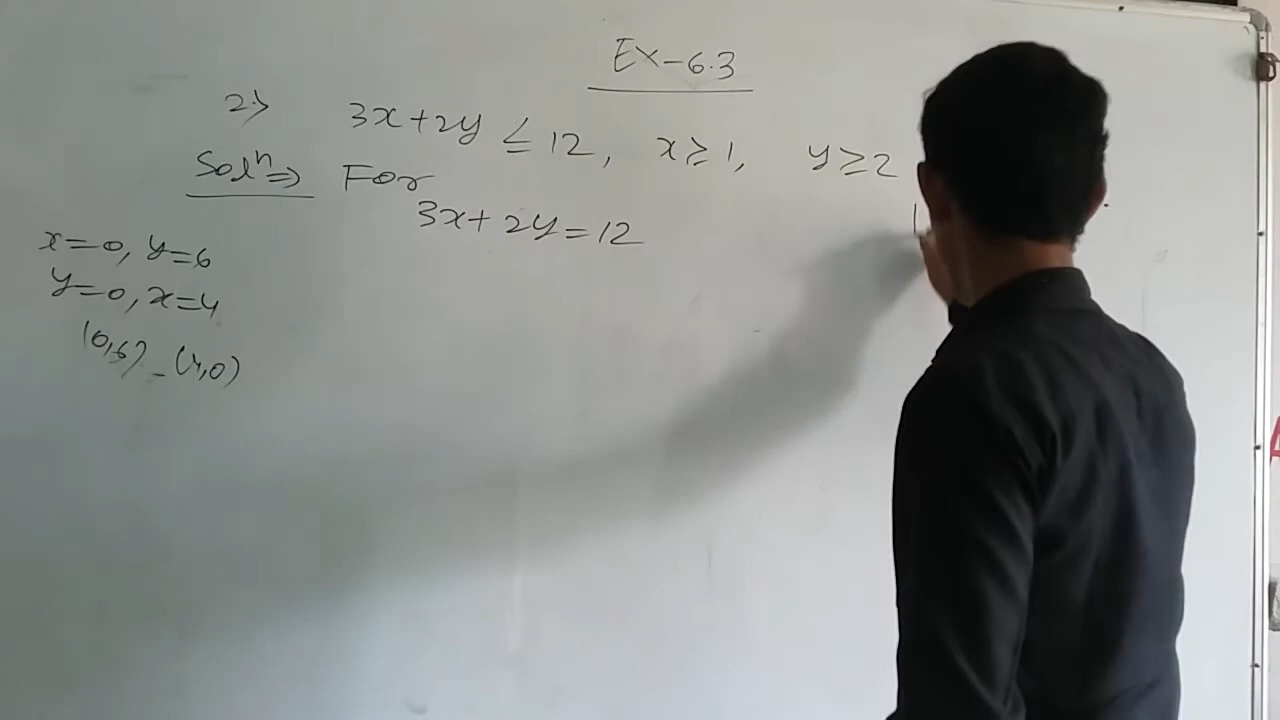 Ex-6.3
2.) 3x+2y ≤ 12, x ≥ 1, y ≥ 2
Solⁿ ⇒ For
3x+2y=12
x=0, y=6
y=0, x=4
(0,6) - (4,0)